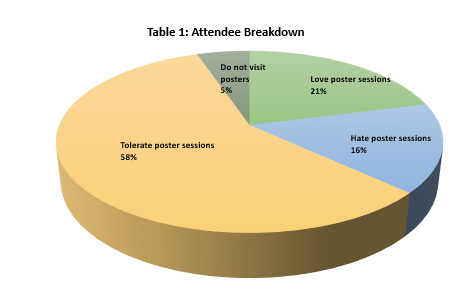 Table 1: Attendee Breakdown
Do not visit
posters
5%
Love poster sessions
21%
Hate poster sessions
16%
Tolerate poster sessions
58%